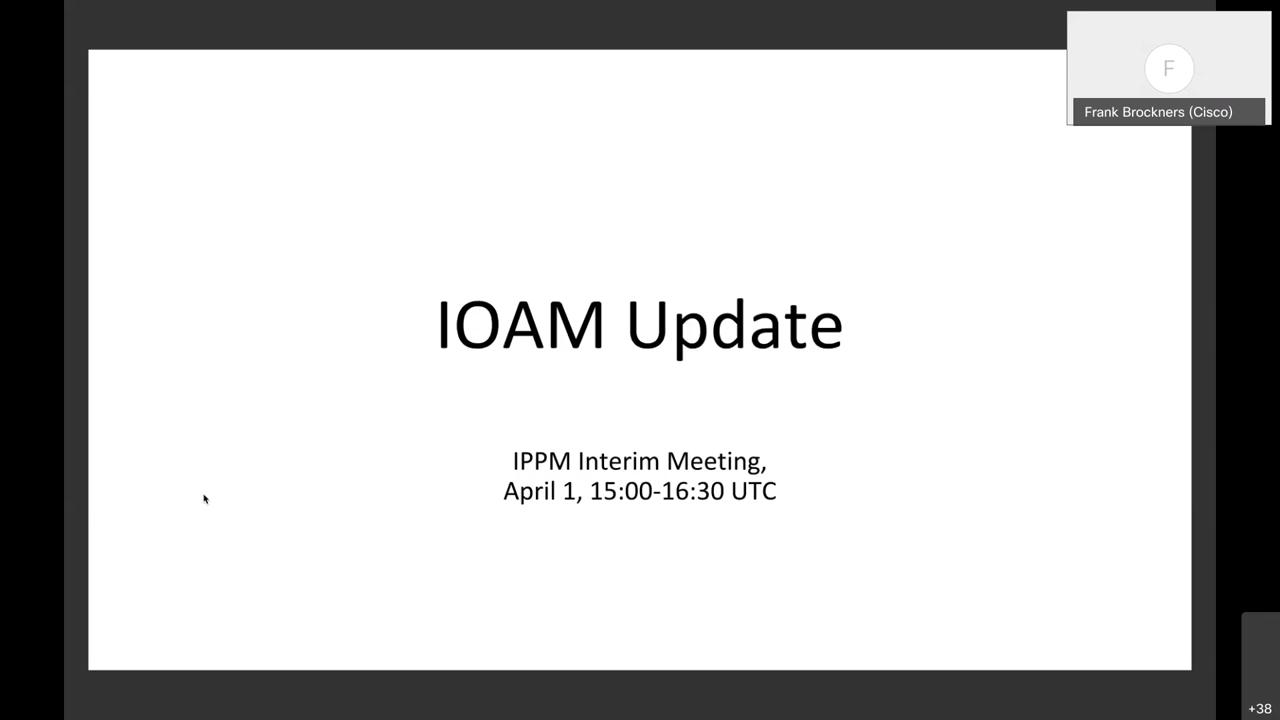 F
Frank Brockners (Cisco)
IOAM Update
IPPM Interim Meeting,
April 1, 15:00-16:30 UTC
+38